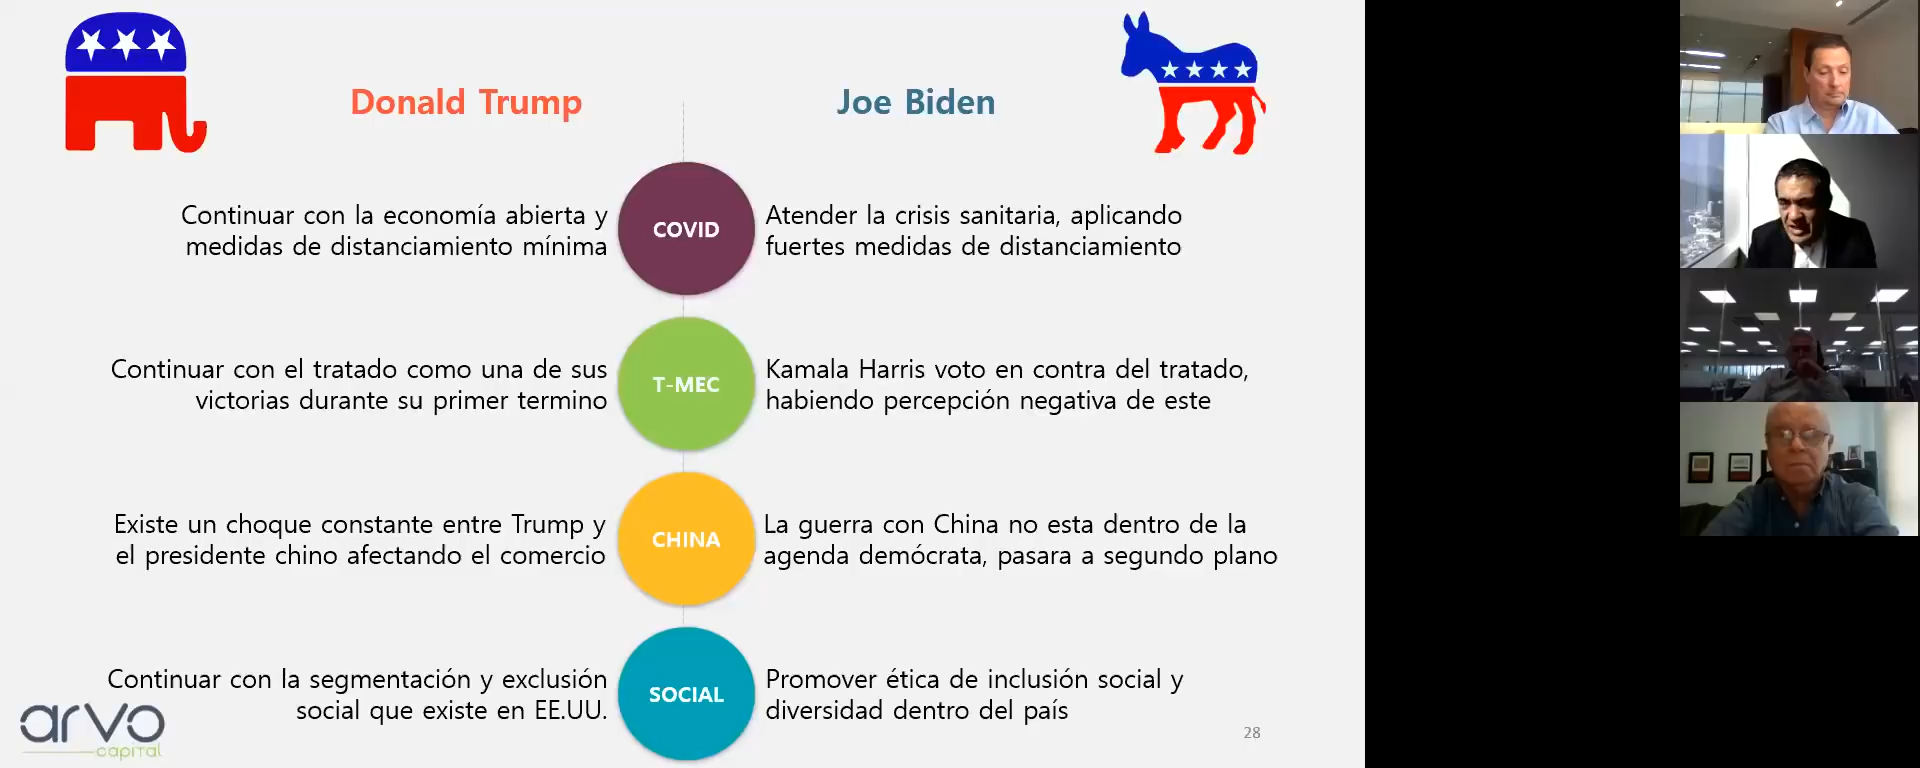 Donald Trump
Joe Biden
Continuar con la economía abierta y
medidas de distanciamiento mínima
COVID
Atender la crisis sanitaria, aplicando
fuertes medidas de distanciamiento
Continuar con el tratado como una de sus
victorias durante su primer termino
T-MEC
Kamala Harris voto en contra del tratado,
habiendo percepción negativa de este
Existe un choque constante entre Trump y
el presidente chino afectando el comercio
CHINA
La guerra con China no esta dentro de la
agenda demócrata, pasara a segundo plano
Continuar con la segmentación y exclusión
social que existe en EE.UU.
SOCIAL
Promover ética de inclusión social y
diversidad dentro del país
arvo
capital
28